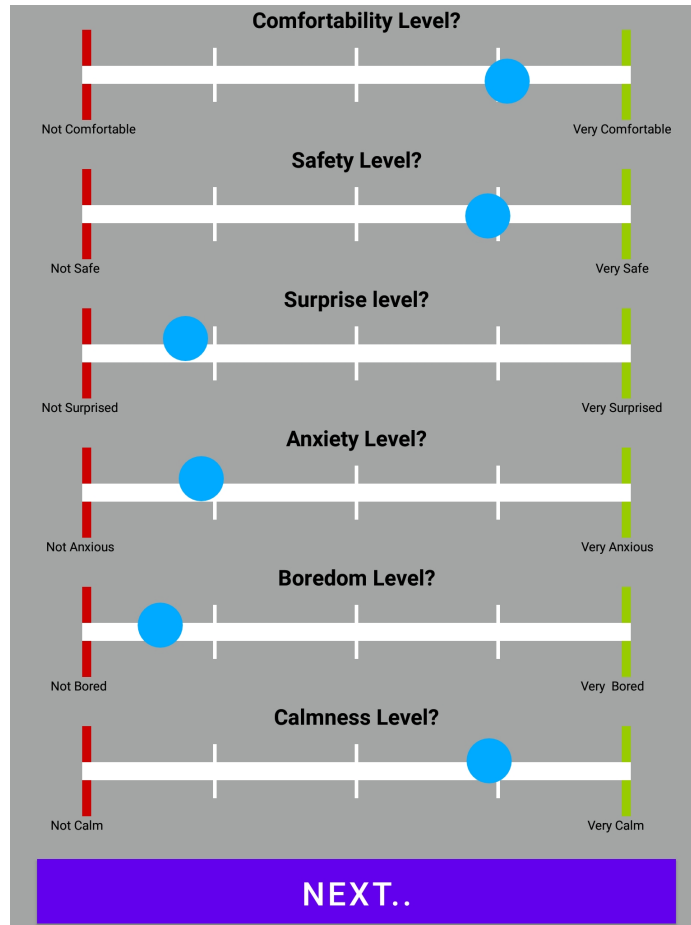 Comfortability Level?
Not Comfortable Very Comfortable
Safety Level?
Not Safe Very Safe
Surprise level?
Not Surprised Very Surprised
Anxiety Level?
Not Anxious Very Anxious
Boredom Level?
Not Bored Very  Bored
Calmness Level?
Not Calm Very Calm
NEXT..